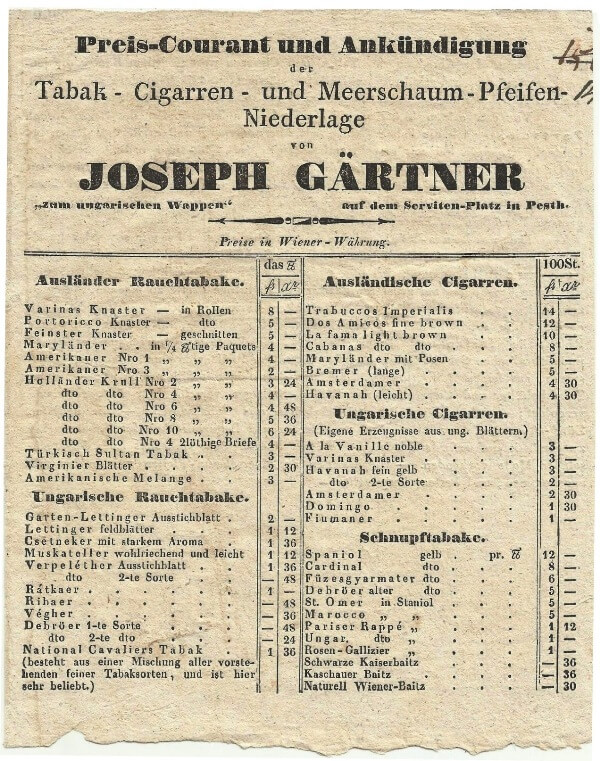 Preis-Courant und Ankündigung
der
Tabak - Cigarren - und Meerschaum - Pfeifen-
Niederlage
von
JOSEPH GÄRTNER
„zum ungarischen Wappen“ auf dem Serviten-Platz in Pesth.
Preise in Wiener-Währung.
Ausländer Rauchtabake. das ℔
fl xr
Varinas Knaster — in Rollen 8 —
Portoricco Knaster — dto 5 —
Feinster Knaster — geschnitten 5 —
Maryländer . - in 1/4 ℔tige Paquets 4 —
Amerikaner Nro 1 „ „ „ 4 —
Amerikaner Nro 3 „ „ „ 2 —
Holländer Krull Nro 2 „ „ „ 3 24
dto dto Nro 4 „ „ „ 4 —
dto dto Nro 6 „ „ „ 4 48
dto dto Nro 8 „ „ „ 5 36
dto dto Nro 10 „ „ „ 6 24
dto dto Nro 4 2löthige Briefe 4 —
Türkisch Sultan Tabak . . . 3 —
Virginier Blätter . . . . . 2 30
Amerikanische Melange . . . 3 —
Ungarische Rauchtabake.
Garten-Lettinger Ausstichblatt . 2 —
Lettinger feldblätter . . . 1 12
Csetneker mit starkem Aroma . 1 36
Muskateller wohlriechend und leicht 1 12
Verpeléther Ausstichblatt . 1 36
dto 2-te Sorte . . — 48
Rátkaer . . . . . . 1 —
Rihaer . . . . . . — 48
Végher . . . . . . — 36
Debröer 1-te Sorte . . . — 48
dto 2-te dto . . . . — 24
National Cavaliers Tabak . . 1 36
(besteht aus einer Mischung aller vorste-
henden feiner Tabaksorten, und ist hier
sehr beliebt.)
Ausländische Cigarren. 100St.
fl xr
Trabuccos Imperialis . . 14 —
Dos Amicos fine brown . . 12 —
La fama light brown . . 10 —
Cabanas dto dto . . . 8 —
Maryländer mit Posen . . 5 —
Bremer (lange) . . . . 5 —
Amsterdamer . . . . 4 30
Havanah (leicht) . . . . 4 30
Ungarische Cigarren.
(Eigene Erzeugnisse aus ung. Blättern.)
A la Vanille noble . . . 3 —
Varinas Knaster . . . . 3 —
Havanah fein gelb . . . 3 —
dto 2-te Sorte . . . 2 —
Amsterdamer . . . . 2 30
Domingo . . . . . 1 30
Fiumaner . . . . . 1 —
Schnupftabake.
Spaniol gelb . . pr. ℔ 12 —
Cardinal dto . . . 8 —
Füzesgyarmater dto . . . 6 —
Debröer alter dto . . . 5 —
St. Omer in Staniol . . . 5 —
Marocco „ „ . . . 5 —
Pariser Rappé „ . . . 1 12
Ungar. dto „ . . . 1 —
Rosen-Gallizier „ . . . 1 —
Schwarze Kaiserbaitz . . . — 36
Kaschauer Baitz . . . . — 36
Naturell Wiener-Baitz . . . — 30